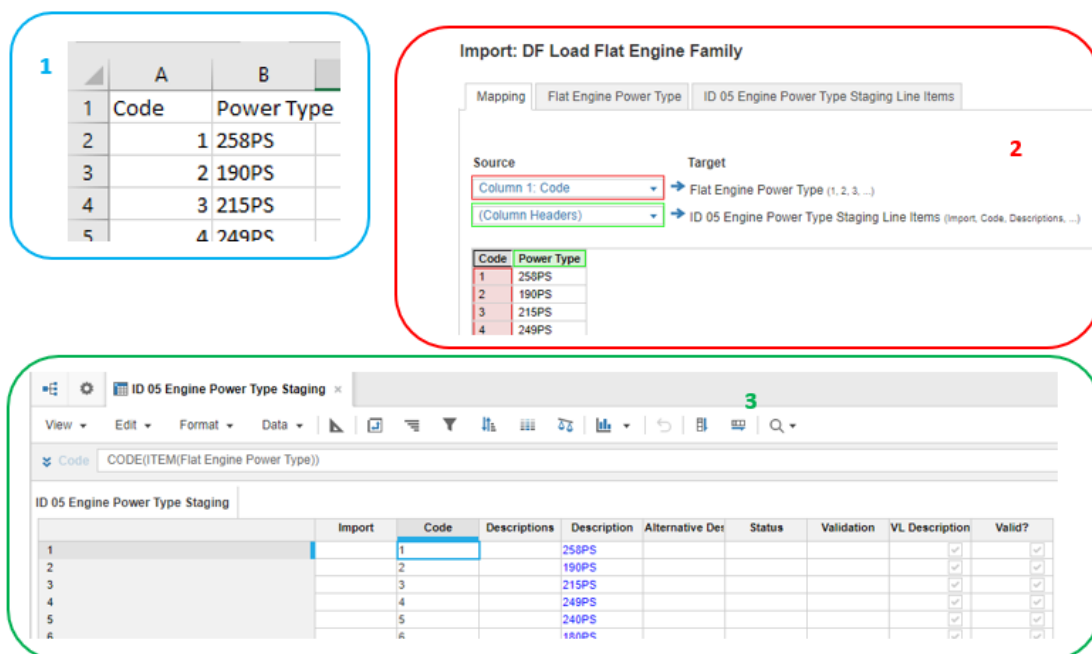 1
A B
1 Code Power Type
2 1 258PS
3 2 190PS
4 3 215PS
5 4 249PS
Import: DF Load Flat Engine Family
Mapping Flat Engine Power Type ID 05 Engine Power Type Staging Line Items
2
Source Target
Column 1: Code Flat Engine Power Type (1, 2, 3, ...)
(Column Headers) ID 05 Engine Power Type Staging Line Items (Import, Code, Descriptions, ...)
Code Power Type
1 258PS
2 190PS
3 215PS
4 249PS
ID 05 Engine Power Type Staging ×
3
View Edit Format Data
Code CODE(ITEM(Flat Engine Power Type))
ID 05 Engine Power Type Staging
Import Code Descriptions Description Alternative Des Status Validation VL Description Valid?
1 1 258PS
2 2 190PS
3 3 215PS
4 4 249PS
5 5 240PS
6 6 180PS